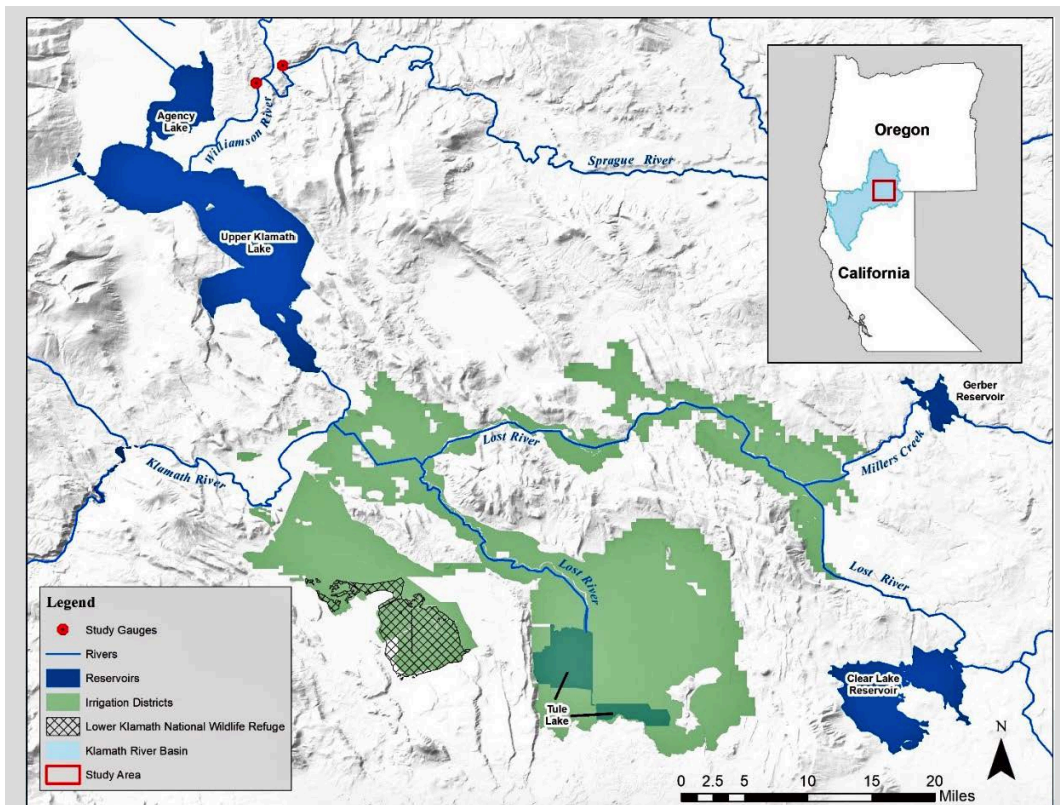 Agency
Lake
Williamson River
Sprague River
Upper Klamath
Lake
Oregon
California
Gerber
Reservoir
Millers Creek
Lost River
Klamath River
Lost River
Lost River
Clear Lake
Reservoir
Tule
Lake
Legend
Study Gauges
Rivers
Reservoirs
Irrigation Districts
Lower Klamath National Wildlife Refuge
Klamath River Basin
Study Area
N
0 2.5 5 10 15 20
Miles